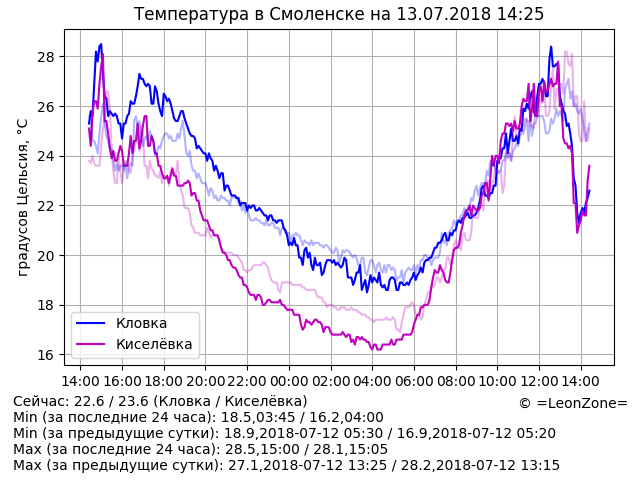 Температура в Смоленске на 13.07.2018 14:25
градусов Цельсия, °C
28
26
24
22
20
18
16
Кловка
Киселёвка
14:00 16:00 18:00 20:00 22:00 00:00 02:00 04:00 06:00 08:00 10:00 12:00 14:00
Сейчас: 22.6 / 23.6 (Кловка / Киселёвка)
© =LeonZone=
Min (за последние 24 часа): 18.5,03:45 / 16.2,04:00
Min (за предыдущие сутки): 18.9,2018-07-12 05:30 / 16.9,2018-07-12 05:20
Max (за последние 24 часа): 28.5,15:00 / 28.1,15:05
Max (за предыдущие сутки): 27.1,2018-07-12 13:25 / 28.2,2018-07-12 13:15